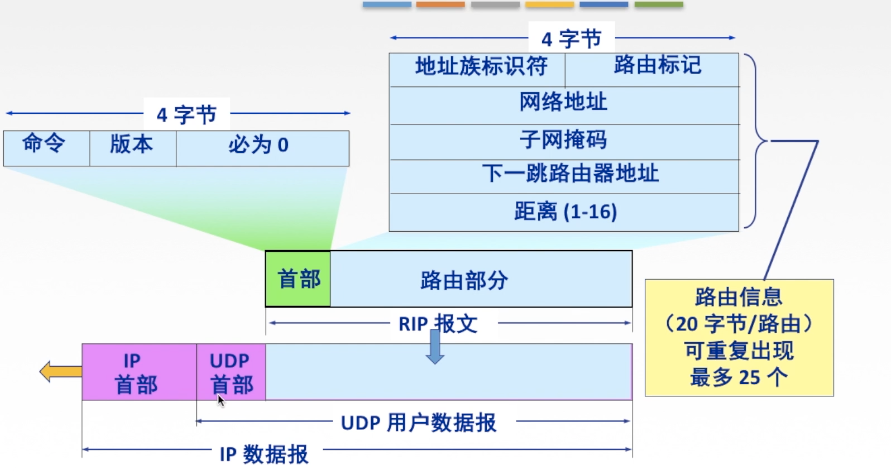 4 字节
地址族标识符
路由标记
网络地址
子网掩码
下一跳路由器地址
距离 (1-16)
4 字节
命令
版本
必为 0
首部
路由部分
RIP 报文
路由信息
（20 字节/路由）
可重复出现
最多 25 个
IP
首部
UDP
首部
UDP 用户数据报
IP 数据报